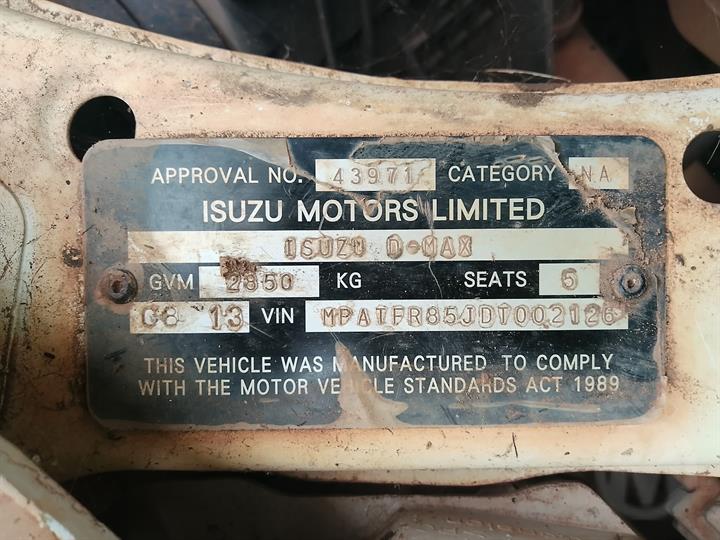 APPROVAL NO. 43971 CATEGORY NA
ISUZU MOTORS LIMITED
ISUZU D-MAX
GVM 2850 KG SEATS 5
08 13 VIN MPATFR85JDT002126
THIS VEHICLE WAS MANUFACTURED TO COMPLY
WITH THE MOTOR VEHICLE STANDARDS ACT 1989